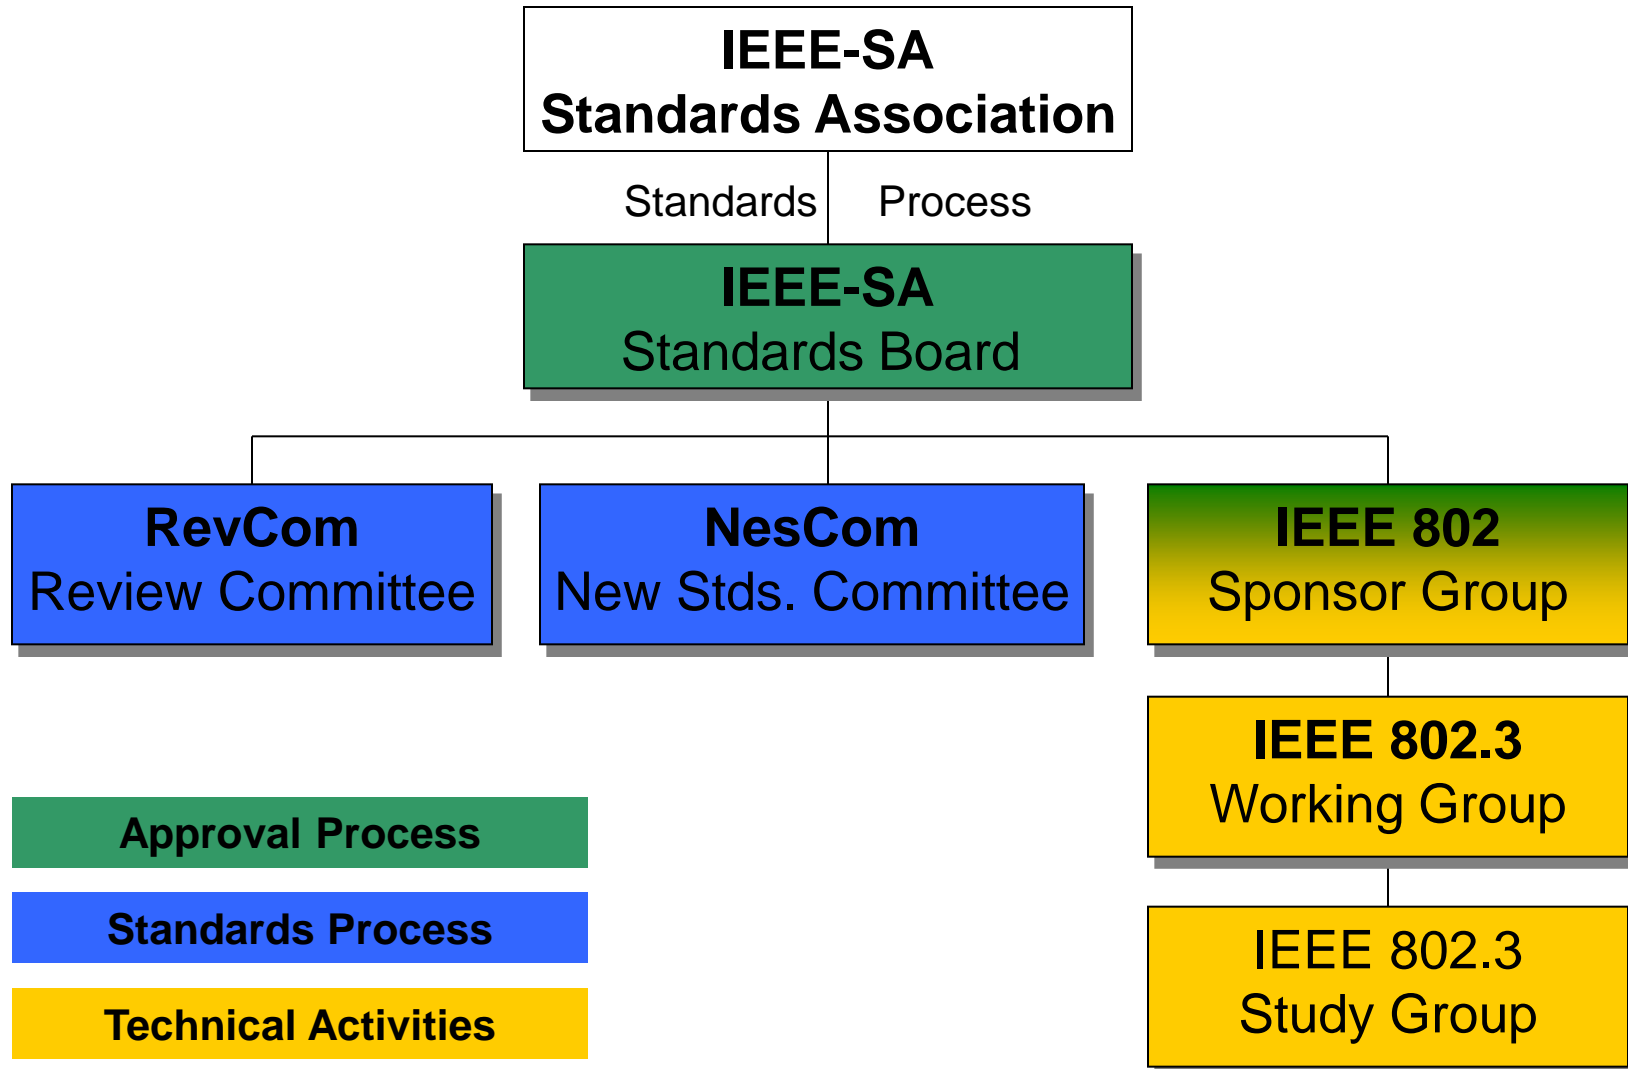 IEEE-SA
Standards Association
Standards Process
IEEE-SA
Standards Board
RevCom
Review Committee
NesCom
New Stds. Committee
IEEE 802
Sponsor Group
IEEE 802.3
Working Group
IEEE 802.3
Study Group
Approval Process
Standards Process
Technical Activities